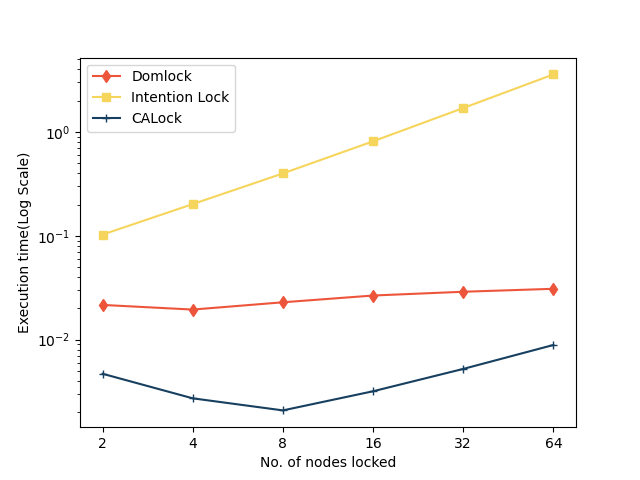 Domlock
Intention Lock
CALock
10^0
10^-1
10^-2
Execution time(Log Scale)
2 4 8 16 32 64
No. of nodes locked